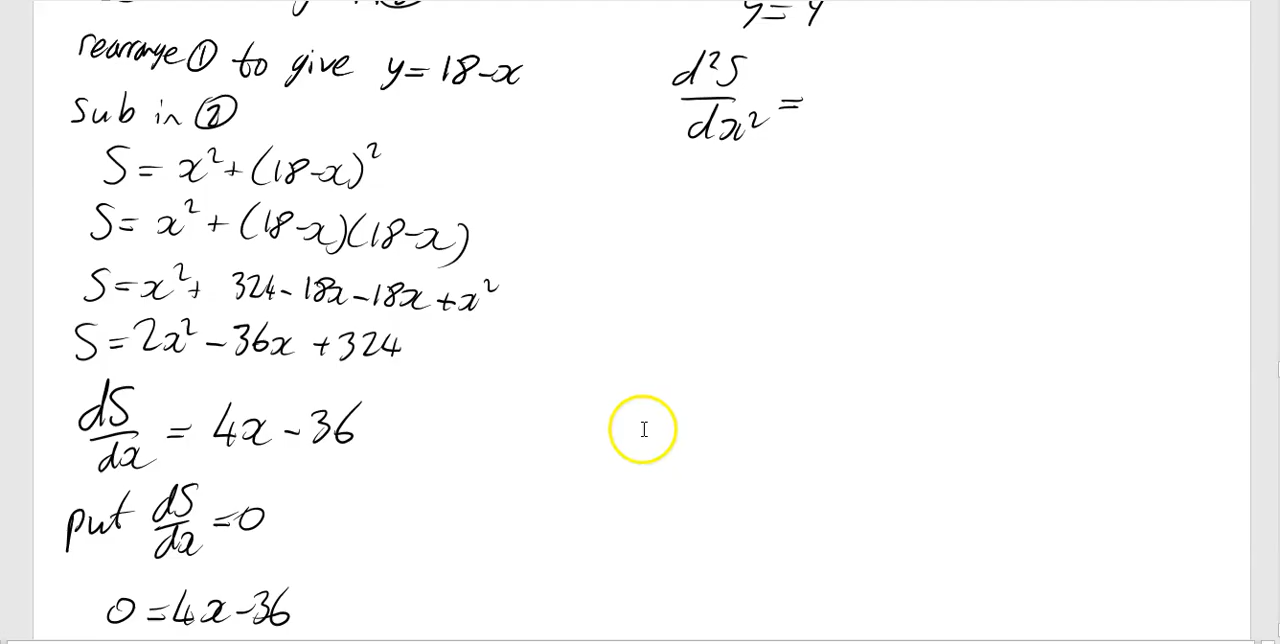 rearrange ① to give y = 18-x
Sub in ②
S = x² + (18-x)²
S = x² + (18-x)(18-x)
S = x² + 324 - 18x - 18x + x²
S = 2x² - 36x + 324
dS/dx = 4x - 36
put dS/dx = 0
0 = 4x - 36
d²S/dx² =